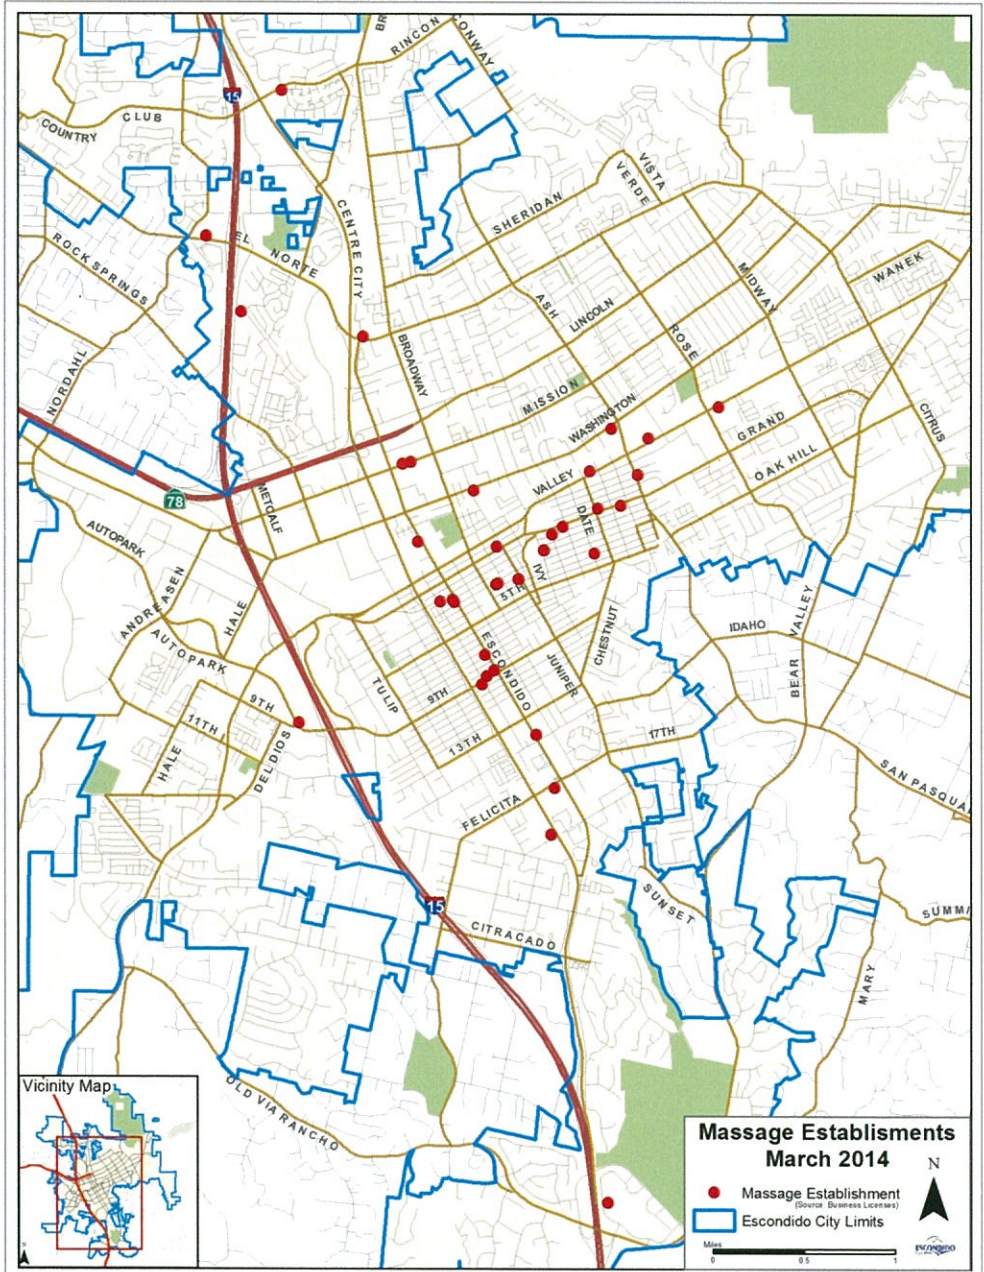 BR
RINCON
CONWAY
15
COUNTRY
CLUB
VISTA
VERDE
SHERIDAN
CENTRE CITY
EL NORTE
ROCK SPRINGS
WANEK
MIDWAY
ASH
LINCOLN
ROSE
BROADWAY
NORDAHL
MISSION
WASHINGTON
GRAND
CITRUS
OAK HILL
VALLEY
78
METCALF
DATE
AUTOPARK
IVY
ANDREASEN
HALE
5TH
CHESTNUT
IDAHO
VALLEY
BEAR
AUTOPARK
ESCONDIDO
JUNIPER
TULIP
9TH
9TH
11TH
13TH
17TH
HALE
DEL DIOS
SAN PASQUAL
FELICITA
SUNSET
15
SUMMI
CITRACADO
MARY
Vicinity Map
OLD VIA RANCHO
Massage Establisments
March 2014
N
Massage Establishment
(Source: Business Licenses)
Escondido City Limits
Miles
0 0.5 1
ESCONDIDO